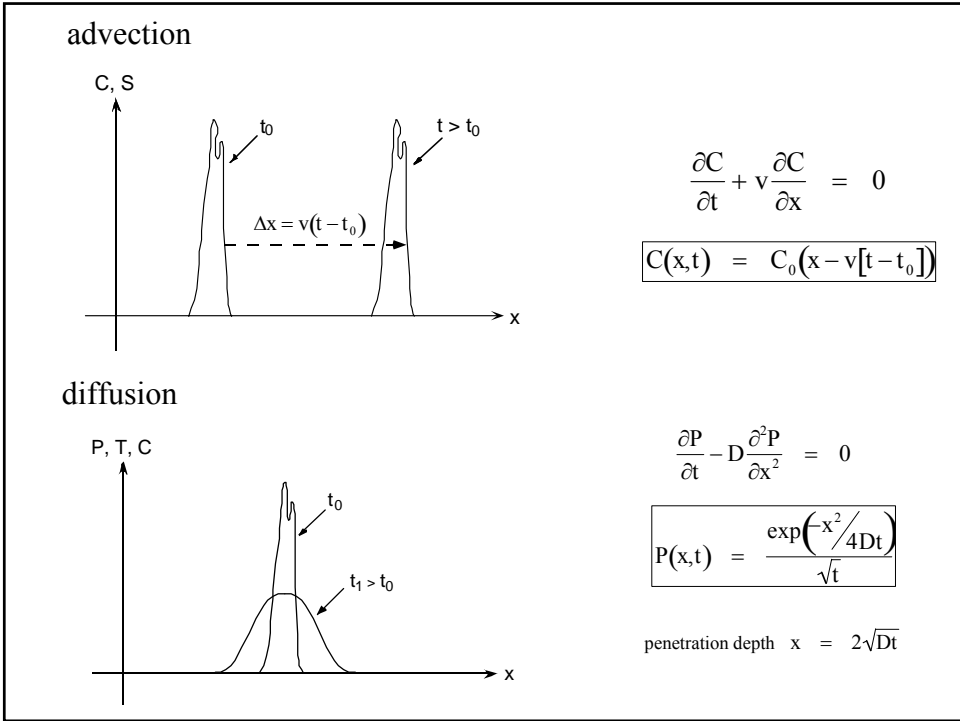 advection
C, S
t₀
t > t₀
Δx = v(t − t₀)
x
∂C/∂t + v ∂C/∂x = 0
C(x,t) = C₀(x − v[t − t₀])
diffusion
P, T, C
t₀
t₁ > t₀
x
∂P/∂t − D ∂²P/∂x² = 0
P(x,t) = exp(−x²/4Dt)/√t
penetration depth x = 2√Dt